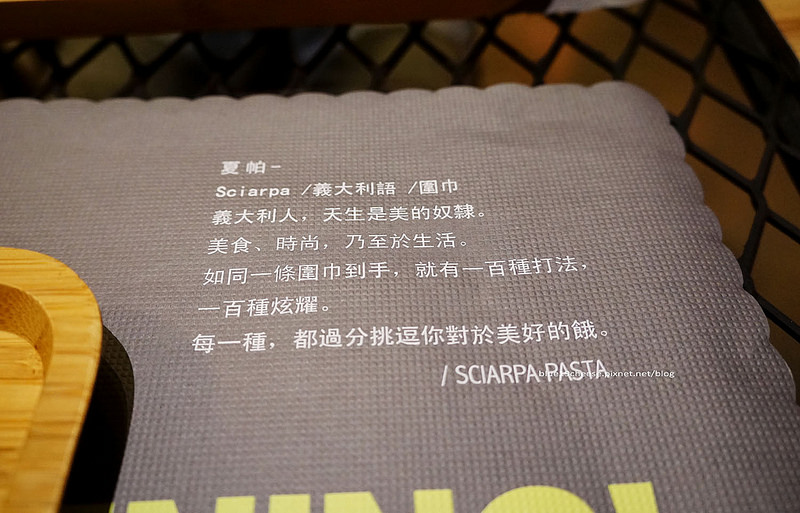 夏帕-
Sciarpa /義大利語 /圍巾
義大利人，天生是美的奴隸。
美食、時尚，乃至於生活。
如同一條圍巾到手，就有一百種打法，
一百種炫耀。
每一種，都過分挑逗你對於美好的餓。
/ SCIARPA PASTA